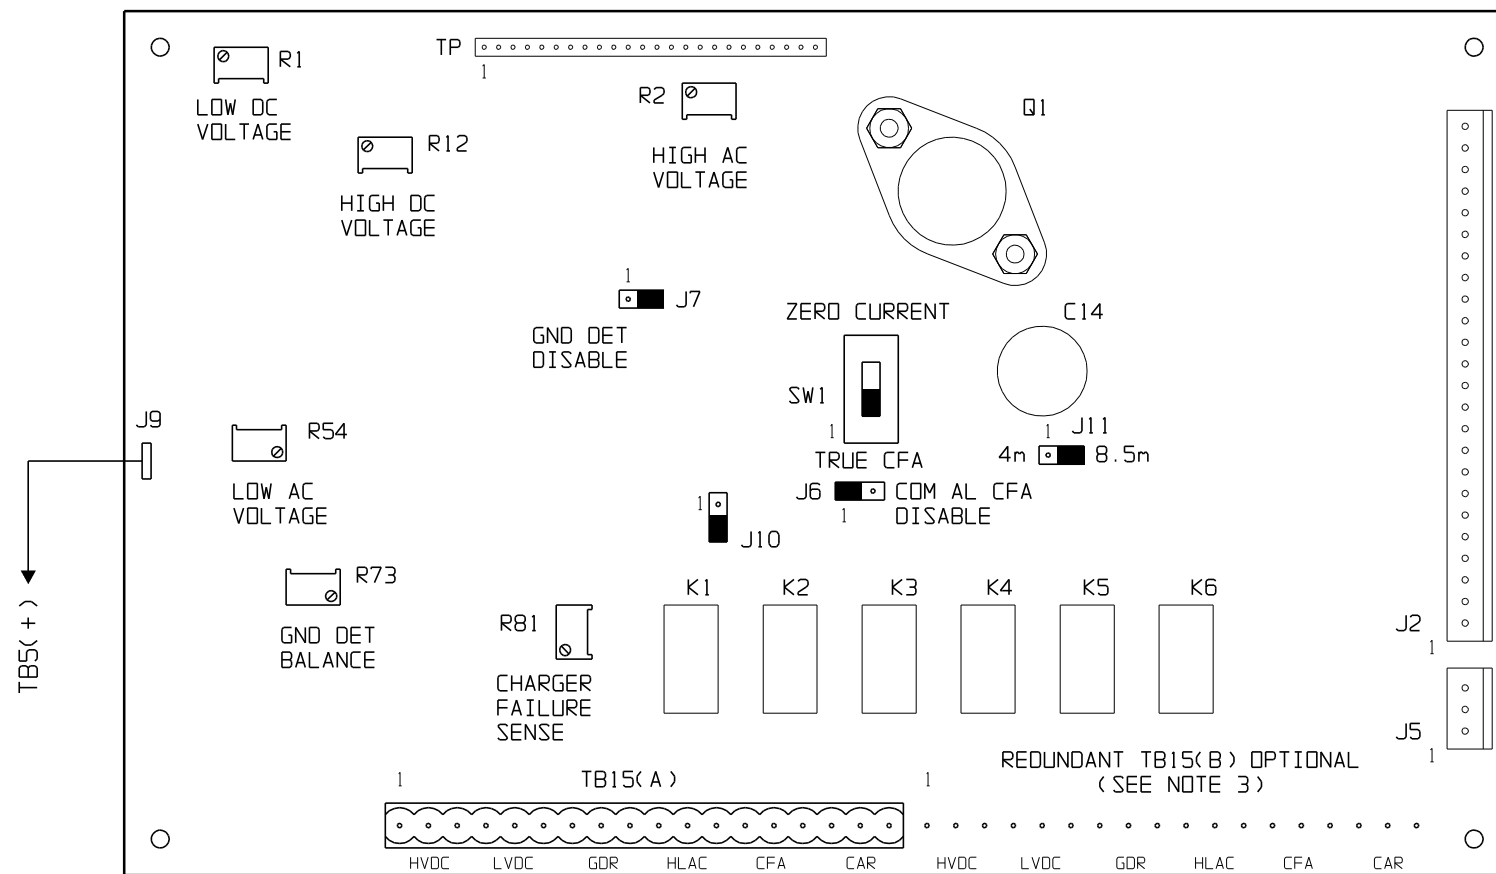 TP
1
R1
LOW DC
VOLTAGE
R12
HIGH DC
VOLTAGE
R2
HIGH AC
VOLTAGE
Q1
1
J7
GND DET
DISABLE
ZERO CURRENT
SW1
1
TRUE CFA
C14
J11
1
4m
8.5m
J6
1
COM AL CFA
DISABLE
1
J10
J9
TB5(+)
R54
LOW AC
VOLTAGE
R73
GND DET
BALANCE
R81
CHARGER
FAILURE
SENSE
K1
K2
K3
K4
K5
K6
J2
1
J5
1
1
TB15(A)
1
REDUNDANT TB15(B) OPTIONAL
(SEE NOTE 3)
HVDC
LVDC
GDR
HLAC
CFA
CAR
HVDC
LVDC
GDR
HLAC
CFA
CAR